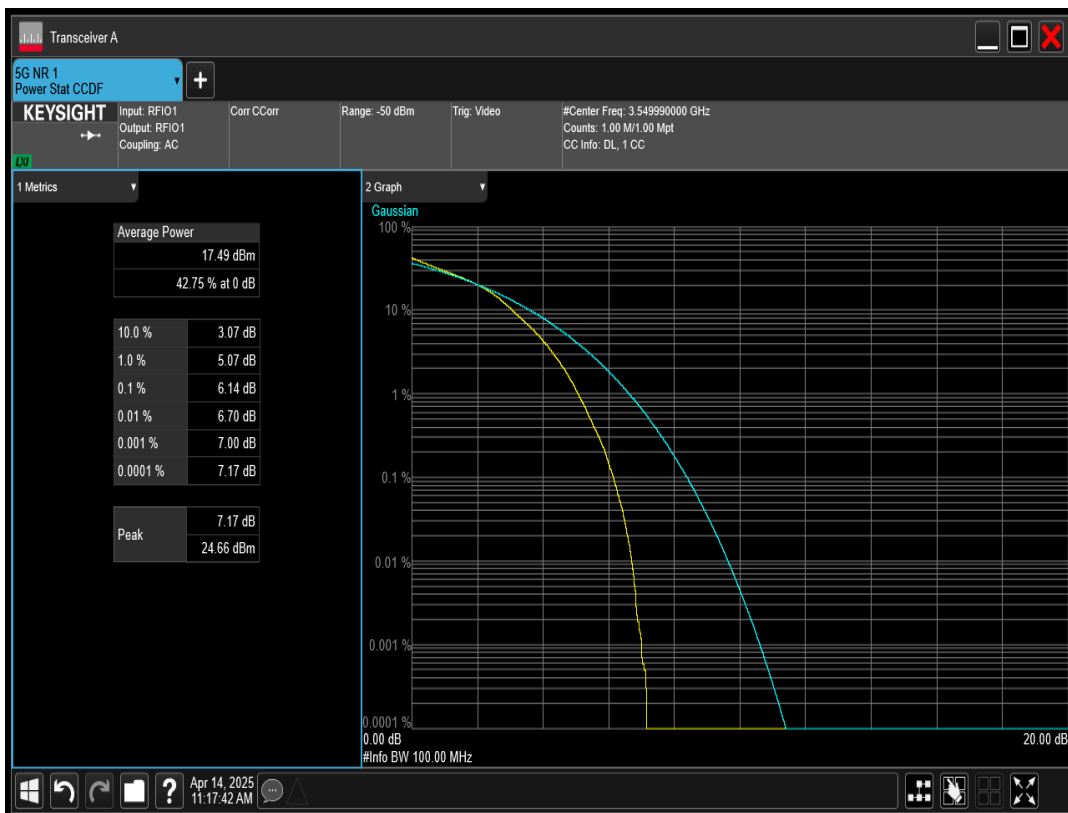 Transceiver A
5G NR 1
Power Stat CCDF
+
KEYSIGHT
LXI
Input: RFIO1
Output: RFIO1
Coupling: AC
Corr CCorr
Range: -50 dBm
Trig: Video
#Center Freq: 3.549990000 GHz
Counts: 1.00 M/1.00 Mpt
CC Info: DL, 1 CC
1 Metrics
Average Power
17.49 dBm
42.75 % at 0 dB
10.0 % 3.07 dB
1.0 % 5.07 dB
0.1 % 6.14 dB
0.01 % 6.70 dB
0.001 % 7.00 dB
0.0001 % 7.17 dB
Peak 7.17 dB
24.66 dBm
2 Graph
Gaussian
100 %
10 %
1 %
0.1 %
0.01 %
0.001 %
0.0001 %
0.00 dB 20.00 dB
#Info BW 100.00 MHz
?
Apr 14, 2025
11:17:42 AM